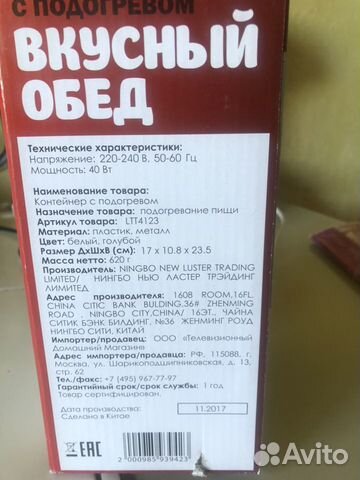 С ПОДОГРЕВОМ
ВКУСНЫЙ
ОБЕД
Технические характеристики:
Напряжение: 220-240 В, 50-60 Гц
Мощность: 40 Вт
Наименование товара:
Контейнер с подогревом
Назначение товара: подогревание пищи
Артикул товара: LTT4123
Материал: пластик, металл
Цвет: белый, голубой
Размер ДхШхВ (см): 17 х 10.8 х 23.5
Масса нетто: 620 г
Производитель: NINGBO NEW LUSTER TRADING
LIMITED/ НИНГБО НЬЮ ЛАСТЕР ТРЭЙДИНГ
ЛИМИТЕД
Адрес производителя: 1608 ROOM,16FL.,
CHINA CITIC BANK BULDING,36# ZHENMING
ROAD , NINGBO CITY,CHINA/ 16ЭТ., ЧАЙНА
СИТИК БЭНК БИЛДИНГ, №36 ЖЕНМИНГ РОУД
НИНГБО СИТИ, КИТАЙ
Импортер/продавец: ООО «Телевизионный
Домашний Магазин»
Адрес импортера/продавца: РФ, 115088, г.
Москва, ул. Шарикоподшипниковская, д. 13,
стр. 62
Тел./факс: +7 (495) 967-77-97
Гарантийный срок/срок службы: 1 год
Товар сертифицирован.
Дата производства: 11.2017
Сделано в Китае
EAC
2 000985 939423
Avito